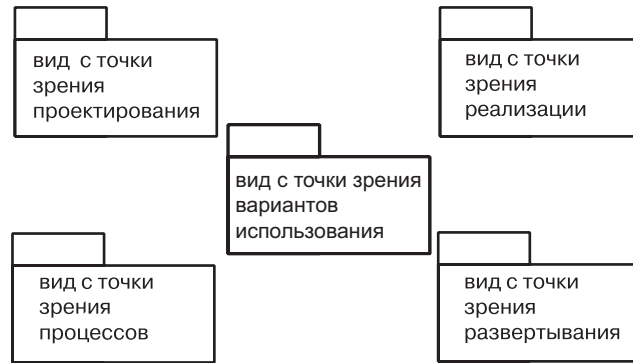 вид с точки
зрения
проектирования
вид с точки
зрения
реализации
вид с точки зрения
вариантов
использования
вид с точки
зрения
процессов
вид с точки
зрения
развертывания